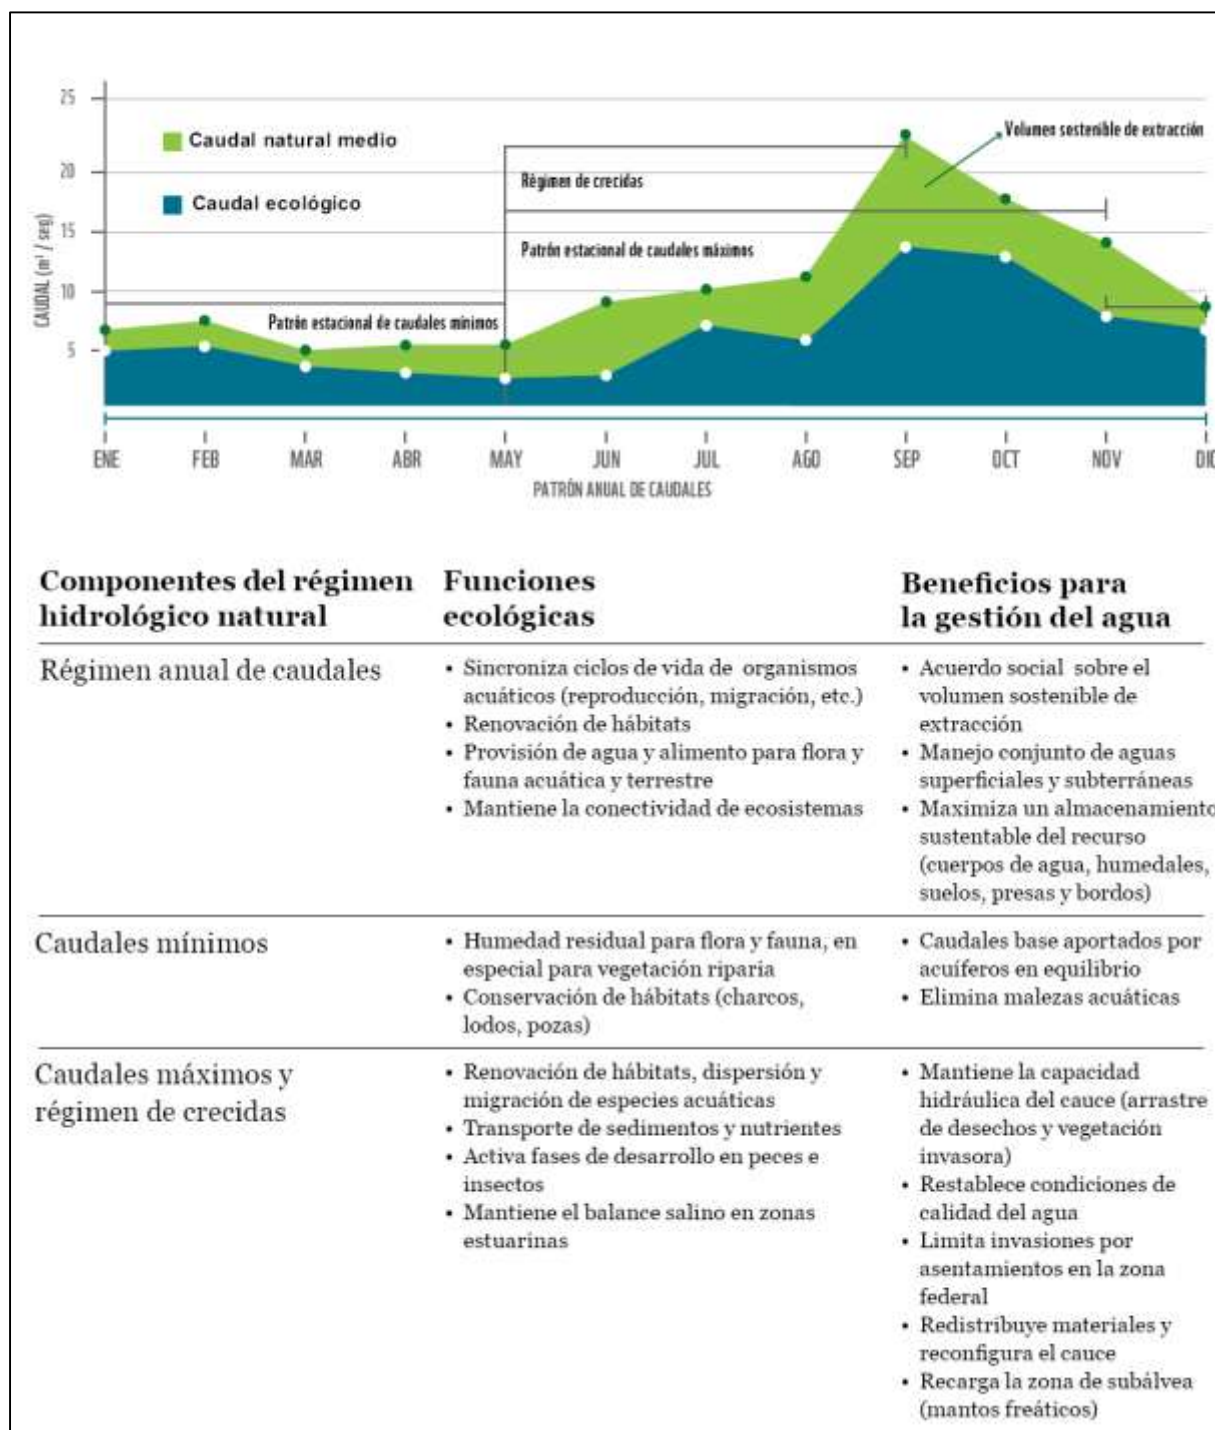 25
Caudal natural medio
Volumen sostenible de extracción
20
Régimen de crecidas
Caudal ecológico
15
Patrón estacional de caudales máximos
CAUDAL (m³ / seg)
10
Patrón estacional de caudales mínimos
5
ENE FEB MAR ABR MAY JUN JUL AGO SEP OCT NOV DIC
PATRÓN ANUAL DE CAUDALES
Componentes del régimen
hidrológico natural
Funciones
ecológicas
Beneficios para
la gestión del agua
Régimen anual de caudales
• Sincroniza ciclos de vida de organismos
acuáticos (reproducción, migración, etc.)
• Renovación de hábitats
• Provisión de agua y alimento para flora y
fauna acuática y terrestre
• Mantiene la conectividad de ecosistemas
• Acuerdo social sobre el
volumen sostenible de
extracción
• Manejo conjunto de aguas
superficiales y subterráneas
• Maximiza un almacenamiento
sustentable del recurso
(cuerpos de agua, humedales,
suelos, presas y bordos)
Caudales mínimos
• Humedad residual para flora y fauna, en
especial para vegetación riparia
• Conservación de hábitats (charcos,
lodos, pozas)
• Caudales base aportados por
acuíferos en equilibrio
• Elimina malezas acuáticas
Caudales máximos y
régimen de crecidas
• Renovación de hábitats, dispersión y
migración de especies acuáticas
• Transporte de sedimentos y nutrientes
• Activa fases de desarrollo en peces e
insectos
• Mantiene el balance salino en zonas
estuarinas
• Mantiene la capacidad
hidráulica del cauce (arrastre
de desechos y vegetación
invasora)
• Restablece condiciones de
calidad del agua
• Limita invasiones por
asentamientos en la zona
federal
• Redistribuye materiales y
reconfigura el cauce
• Recarga la zona de subálvea
(mantos freáticos)